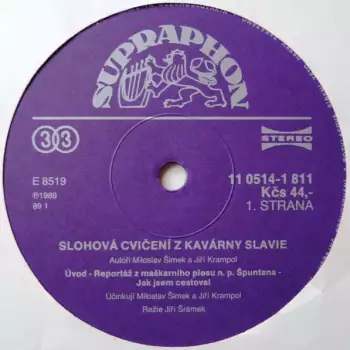 SUPRAPHON
33
STEREO
E 8519
℗1989
89 1
11 0514-1 811
Kčs 44,-
1. STRANA
SLOHOVÁ CVIČENÍ Z KAVÁRNY SLAVIE
Autoři Miloslav Šimek a Jiří Krampol
Úvod - Reportáž z maškarního plesu n. p. Špuntana -
Jak jsem cestoval
Účinkují Miloslav Šimek a Jiří Krampol
Režie Jiří Šrámek